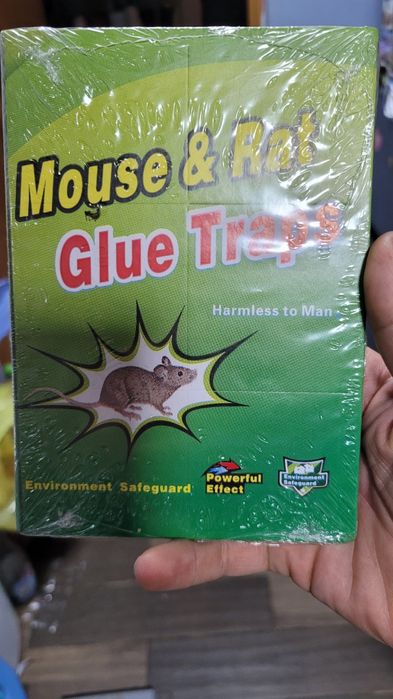 Mouse & Rat
Glue Traps
Harmless to Man
Environment Safeguard
Powerful
Effect
Environment
Safeguard